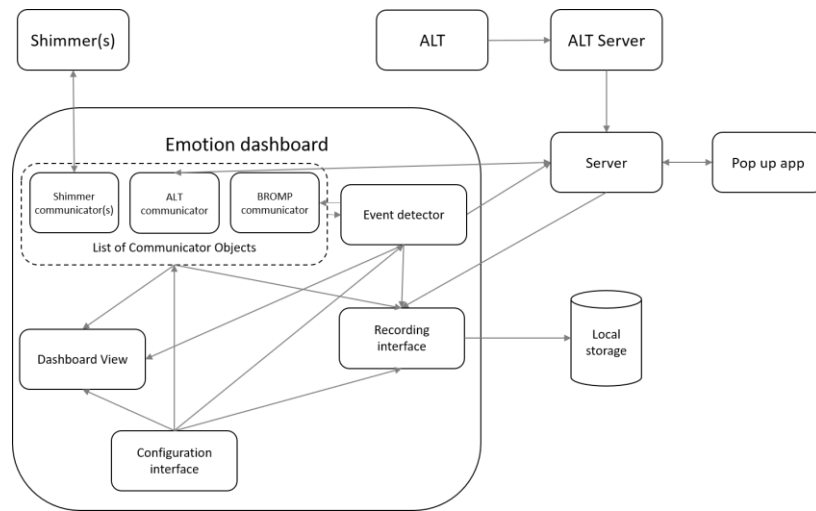 Shimmer(s)
ALT
ALT Server
Emotion dashboard
Server
Pop up app
Shimmer
communicator(s)
ALT
communicator
BROMP
communicator
Event detector
List of Communicator Objects
Dashboard View
Recording
interface
Local
storage
Configuration
interface